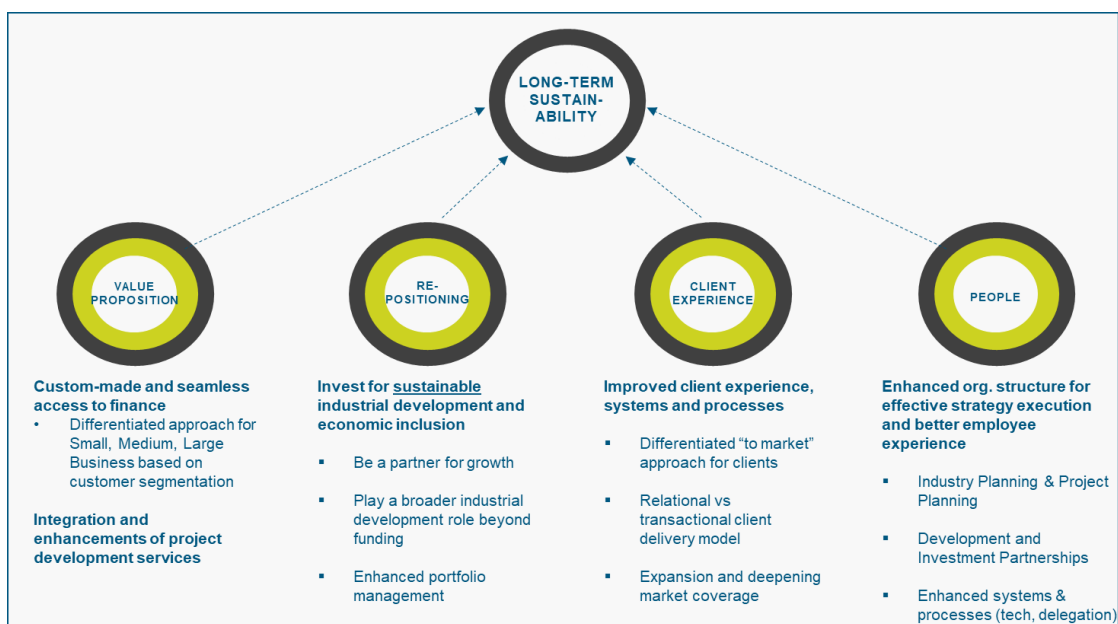 LONG-TERM
SUSTAIN-
ABILITY
VALUE
PROPOSITION
RE-
POSITIONING
CLIENT
EXPERIENCE
PEOPLE
Custom-made and seamless
access to finance
• Differentiated approach for
Small, Medium, Large
Business based on
customer segmentation
Integration and
enhancements of project
development services
Invest for sustainable
industrial development and
economic inclusion
▪ Be a partner for growth
▪ Play a broader industrial
development role beyond
funding
▪ Enhanced portfolio
management
Improved client experience,
systems and processes
▪ Differentiated “to market”
approach for clients
▪ Relational vs
transactional client
delivery model
▪ Expansion and deepening
market coverage
Enhanced org. structure for
effective strategy execution
and better employee
experience
▪ Industry Planning & Project
Planning
▪ Development and
Investment Partnerships
▪ Enhanced systems &
processes (tech, delegation)